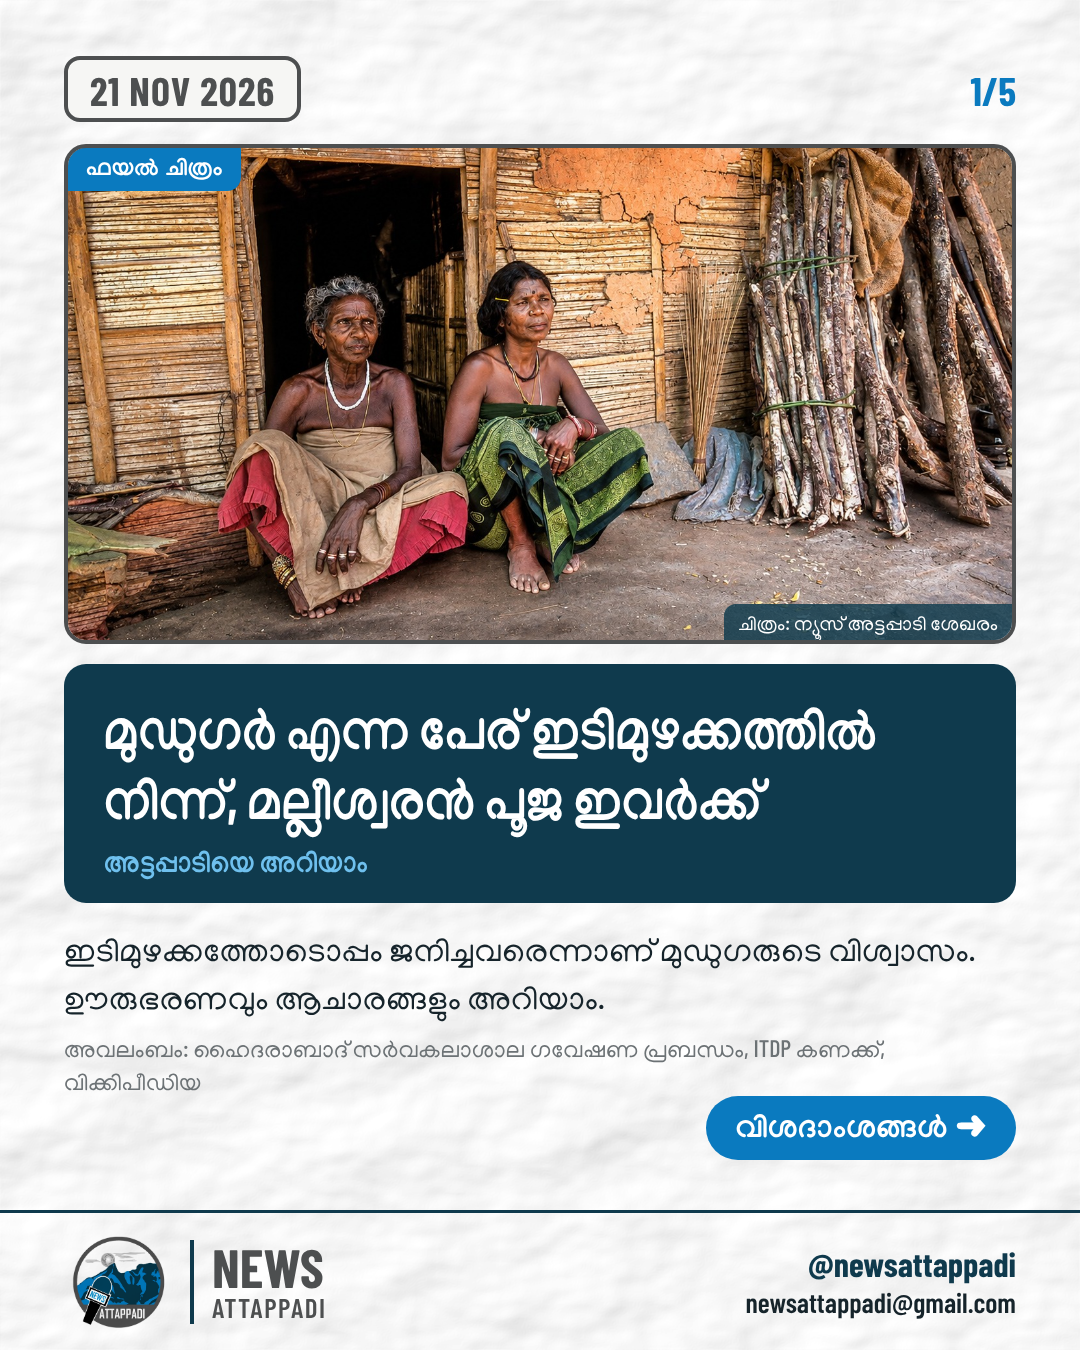 21 NOV 2026
1/5
ഫയൽ ചിത്രം
ചിത്രം: ന്യൂസ് അട്ടപ്പാടി ശേഖരം
മുഡുഗർ എന്ന പേര് ഇടിമുഴക്കത്തിൽ
നിന്ന്, മല്ലീശ്വരൻ പൂജ ഇവർക്ക്
അട്ടപ്പാടിയെ അറിയാം
ഇടിമുഴക്കത്തോടൊപ്പം ജനിച്ചവരെന്നാണ് മുഡുഗരുടെ വിശ്വാസം.
ഊരുഭരണവും ആചാരങ്ങളും അറിയാം.
അവലംബം: ഹൈദരാബാദ് സർവകലാശാല ഗവേഷണ പ്രബന്ധം, ITDP കണക്ക്,
വിക്കിപീഡിയ
വിശദാംശങ്ങൾ ➜
NEWS
ATTAPPADI
NEWS
ATTAPPADI
@newsattappadi
newsattappadi@gmail.com